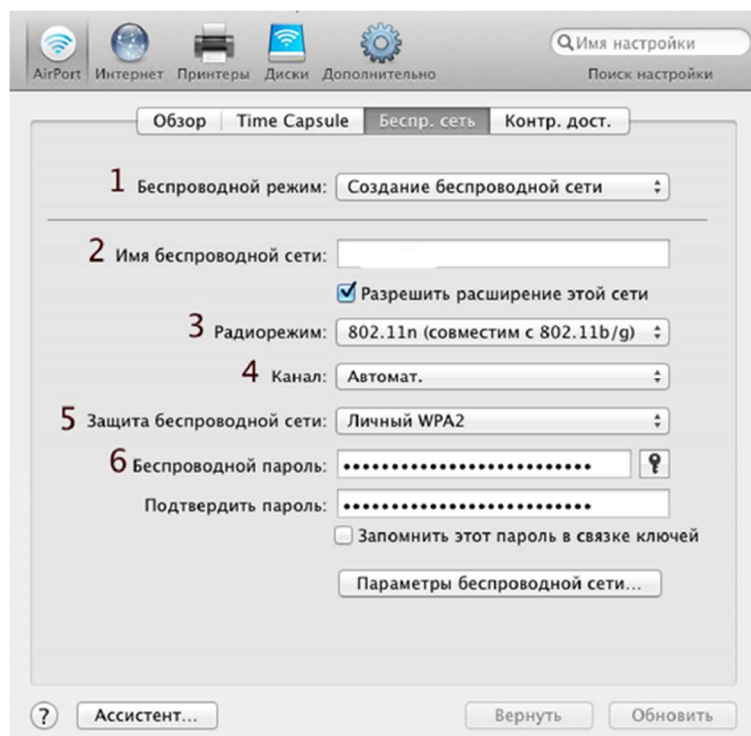 Имя настройки
AirPort Интернет Принтеры Диски Дополнительно Поиск настройки
Обзор Time Capsule Беспр. сеть Контр. дост.
1 Беспроводной режим: Создание беспроводной сети
2 Имя беспроводной сети:
Разрешить расширение этой сети
3 Радиорежим: 802.11n (совместим с 802.11b/g)
4 Канал: Автомат.
5 Защита беспроводной сети: Личный WPA2
6 Беспроводной пароль: ••••••••••••••••••••••••••
Подтвердить пароль: ••••••••••••••••••••••••••
Запомнить этот пароль в связке ключей
Параметры беспроводной сети...
? Ассистент... Вернуть Обновить